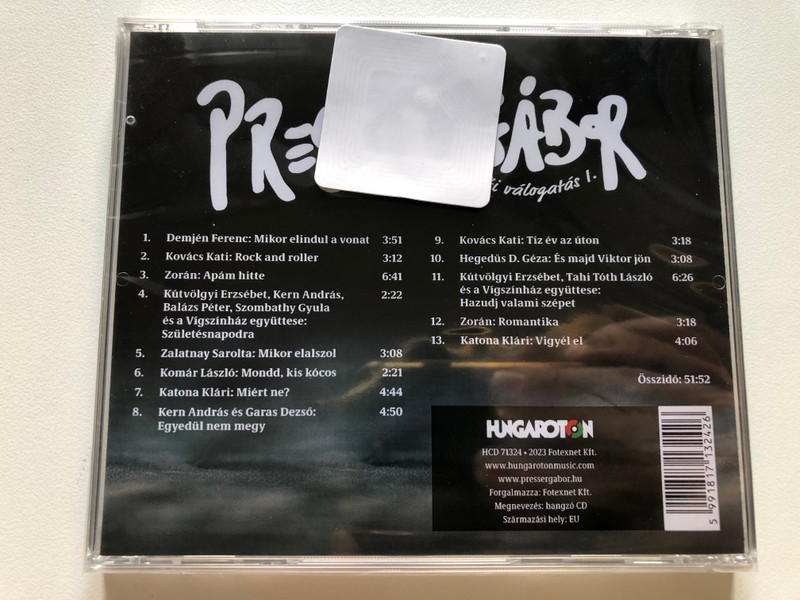 válogatás I.
1. Demjén Ferenc: Mikor elindul a vonat 3:51
2. Kovács Kati: Rock and roller 3:12
3. Zorán: Apám hitte 6:41
4. Kútvölgyi Erzsébet, Kern András, 2:22
Balázs Péter, Szombathy Gyula
és a Vígszínház együttese:
Születésnapodra
5. Zalatnay Sarolta: Mikor elalszol 3:08
6. Komár László: Mondd, kis kócos 2:21
7. Katona Klári: Miért ne? 4:44
8. Kern András és Garas Dezső: 4:50
Egyedül nem megy
9. Kovács Kati: Tíz év az úton 3:18
10. Hegedűs D. Géza: És majd Viktor jön 3:08
11. Kútvölgyi Erzsébet, Tahi Tóth László 6:26
és a Vígszínház együttese:
Hazudj valami szépet
12. Zorán: Romantika 3:18
13. Katona Klári: Vigyél el 4:06
Összidő: 51:52
HUNGAROTON
HCD 71324 • 2023 Fotexnet Kft.
www.hungarotonmusic.com
www.pressergabor.hu
Forgalmazza: Fotexnet Kft.
Megnevezés: hangzó CD
Származási hely: EU
5 991817 132426